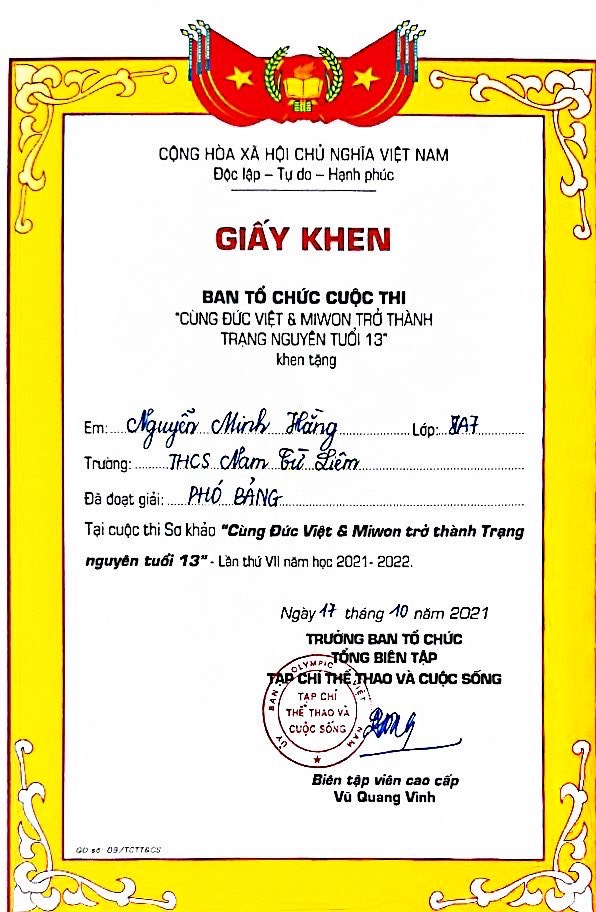 CỘNG HÒA XÃ HỘI CHỦ NGHĨA VIỆT NAM
Độc lập – Tự do – Hạnh phúc
GIẤY KHEN
BAN TỔ CHỨC CUỘC THI
"CÙNG ĐỨC VIỆT & MIWON TRỞ THÀNH
TRẠNG NGUYÊN TUỔI 13"
khen tặng
Em: Nguyễn Minh Hằng Lớp: 8A7
Trường: THCS Nam Từ Liêm
Đã đoạt giải: PHÓ BẢNG
Tại cuộc thi Sơ khảo "Cùng Đức Việt & Miwon trở thành Trạng
nguyên tuổi 13" - Lần thứ VII năm học 2021- 2022.
Ngày 17 tháng 10 năm 2021
TRƯỞNG BAN TỔ CHỨC
TỔNG BIÊN TẬP
TẠP CHÍ THỂ THAO VÀ CUỘC SỐNG
ỦY BAN OLYMPIC VIỆT NAM
TẠP CHÍ
THỂ THAO VÀ
CUỘC SỐNG
Biên tập viên cao cấp
Vũ Quang Vinh
QĐ số: 09/TCTT&CS